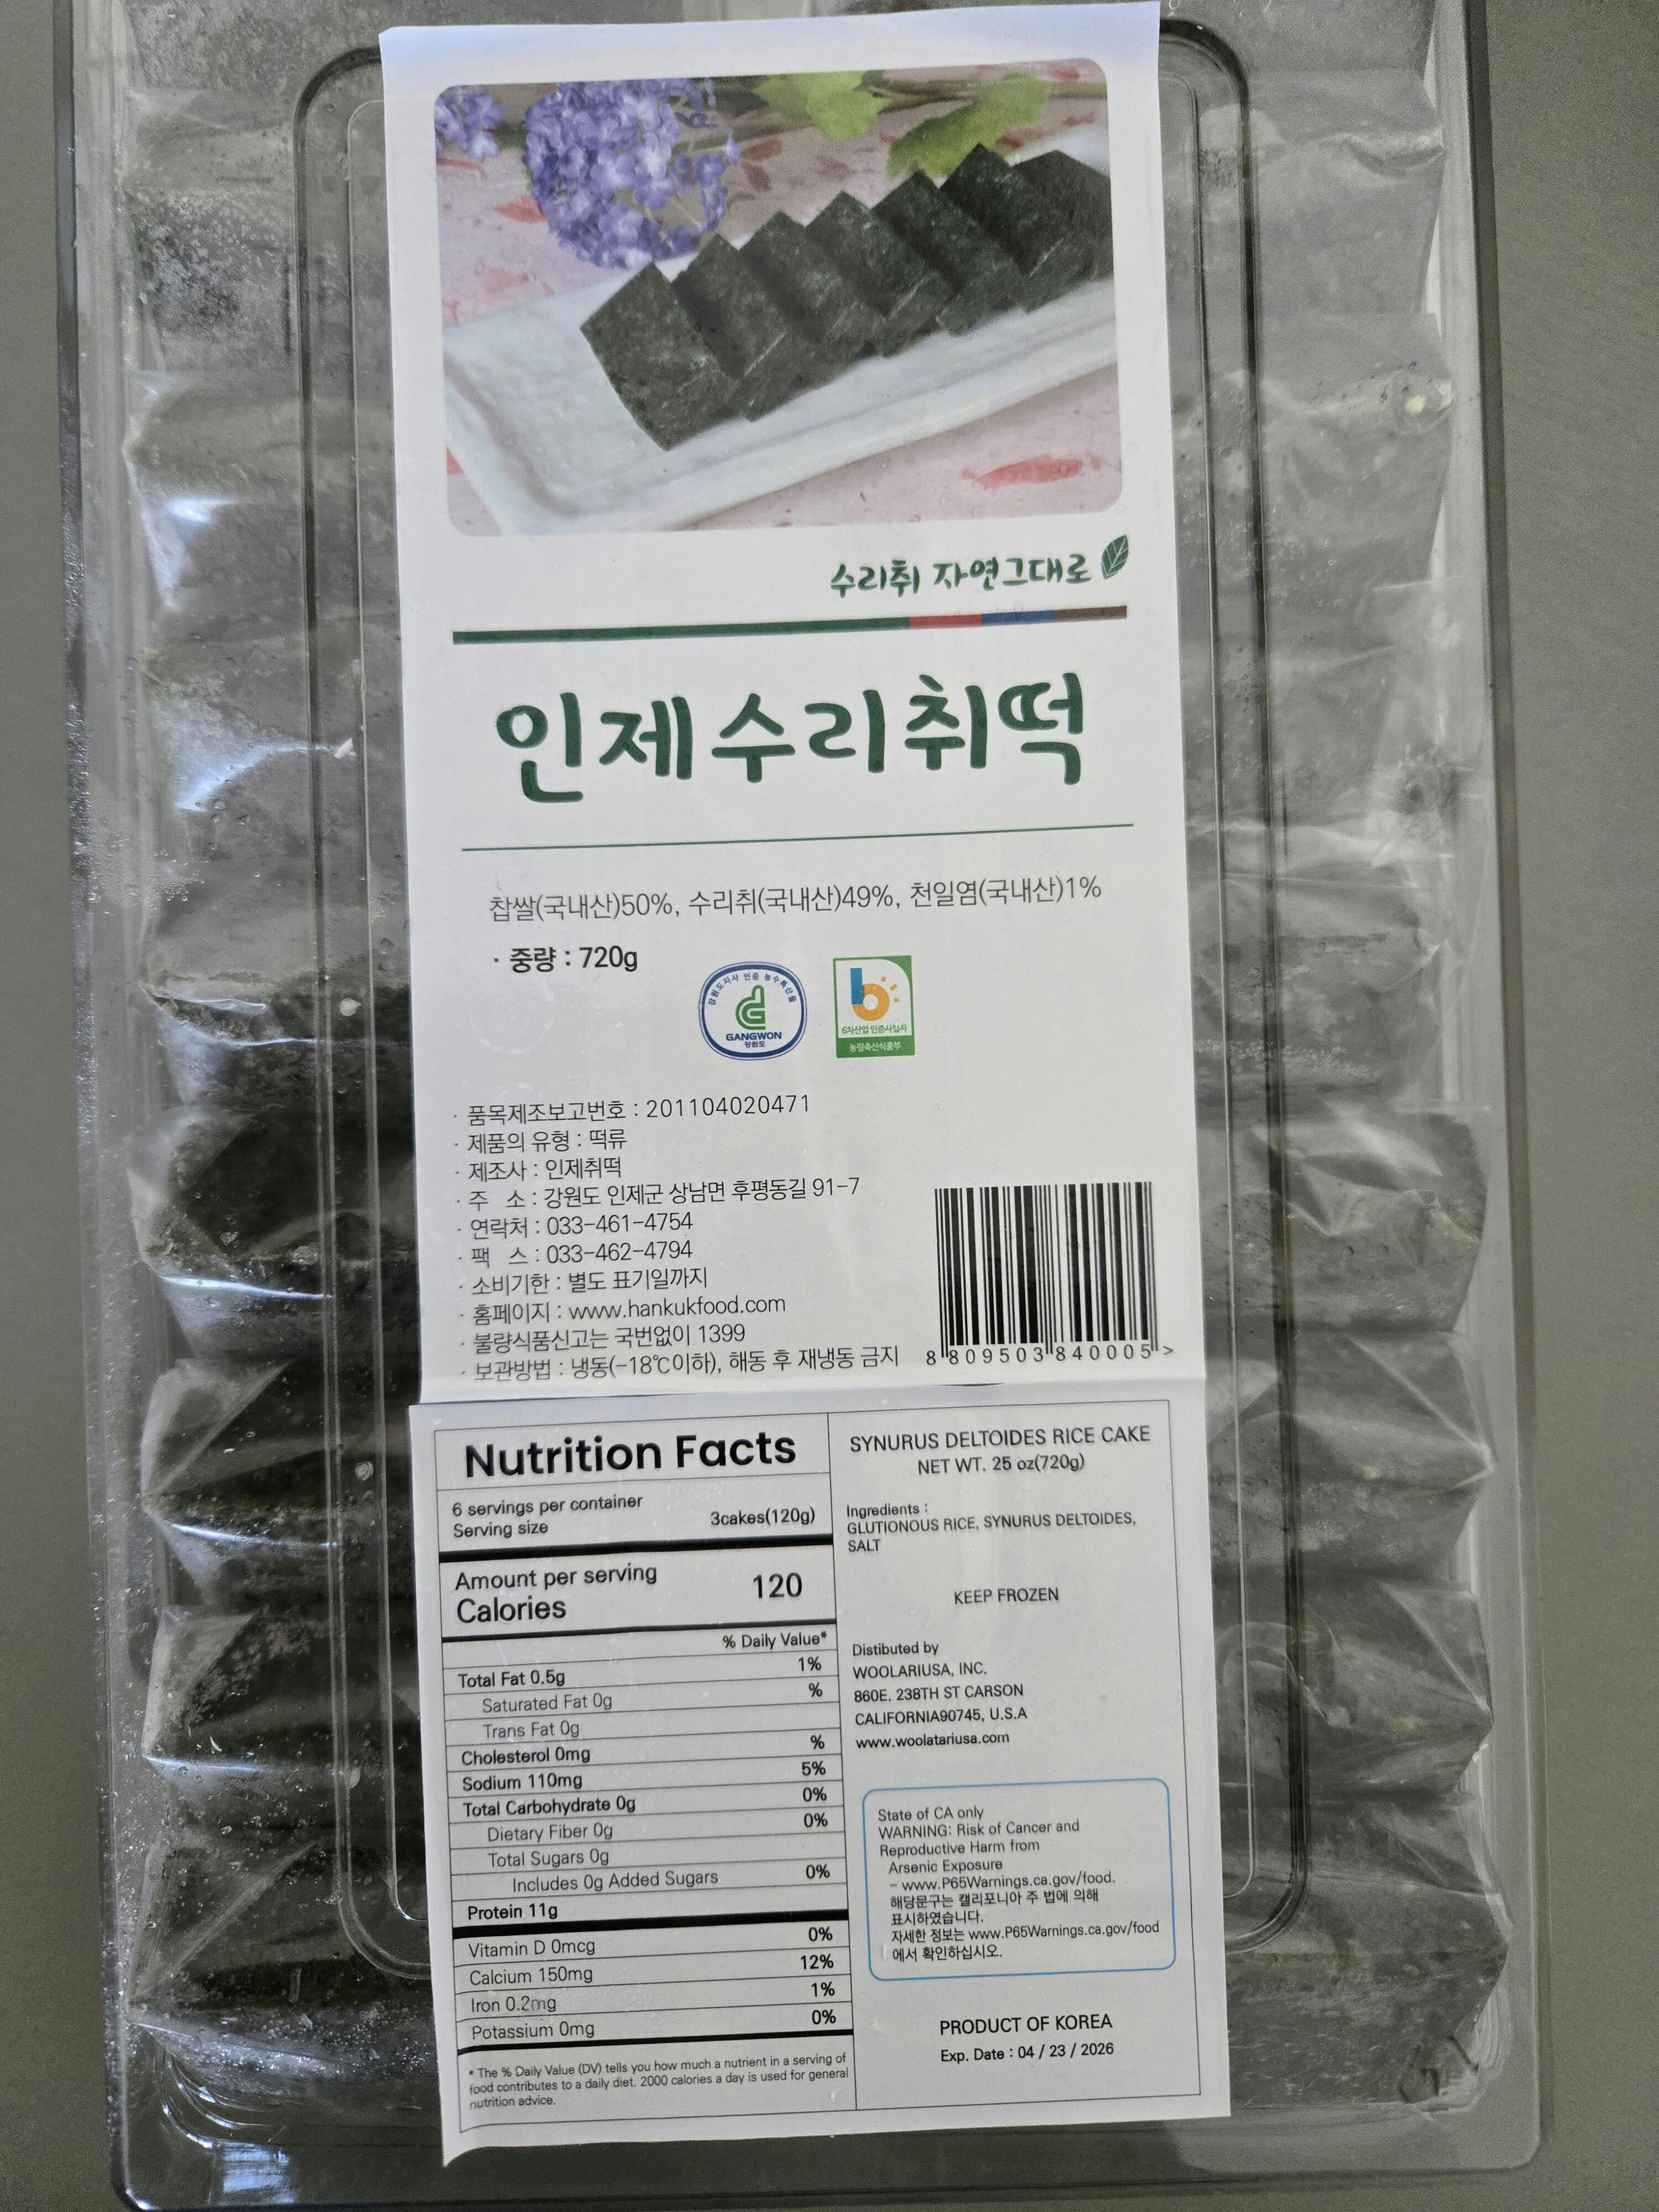 수리취 자연그대로
인제수리취떡
찹쌀(국내산)50%, 수리취(국내산)49%, 천일염(국내산)1%
· 중량 : 720g
강원도지사 인증 농수특산물
GANGWON
강원도
6차산업 인증사업자
농림축산식품부
· 품목제조보고번호 : 201104020471
· 제품의 유형 : 떡류
· 제조사 : 인제취떡
· 주 소 : 강원도 인제군 상남면 후평동길 91-7
· 연락처 : 033-461-4754
· 팩 스 : 033-462-4794
· 소비기한 : 별도 표기일까지
· 홈페이지 : www.hankukfood.com
· 불량식품신고는 국번없이 1399
· 보관방법 : 냉동(-18℃이하), 해동 후 재냉동 금지
8 809503 840005 >
Nutrition Facts
6 servings per container
Serving size 3cakes(120g)
Amount per serving
Calories 120
% Daily Value*
Total Fat 0.5g 1%
Saturated Fat 0g %
Trans Fat 0g
Cholesterol 0mg %
Sodium 110mg 5%
Total Carbohydrate 0g 0%
Dietary Fiber 0g 0%
Total Sugars 0g
Includes 0g Added Sugars 0%
Protein 11g
Vitamin D 0mcg 0%
Calcium 150mg 12%
Iron 0.2mg 1%
Potassium 0mg 0%
* The % Daily Value (DV) tells you how much a nutrient in a serving of
food contributes to a daily diet. 2000 calories a day is used for general
nutrition advice.
SYNURUS DELTOIDES RICE CAKE
NET WT. 25 oz(720g)
Ingredients :
GLUTIONOUS RICE, SYNURUS DELTOIDES,
SALT
KEEP FROZEN
Distibuted by
WOOLARIUSA, INC.
860E. 238TH ST CARSON
CALIFORNIA90745, U.S.A
www.woolatariusa.com
State of CA only
WARNING: Risk of Cancer and
Reproductive Harm from
Arsenic Exposure
- www.P65Warnings.ca.gov/food.
해당문구는 캘리포니아 주 법에 의해
표시하였습니다.
자세한 정보는 www.P65Warnings.ca.gov/food
에서 확인하십시오.
PRODUCT OF KOREA
Exp. Date : 04 / 23 / 2026